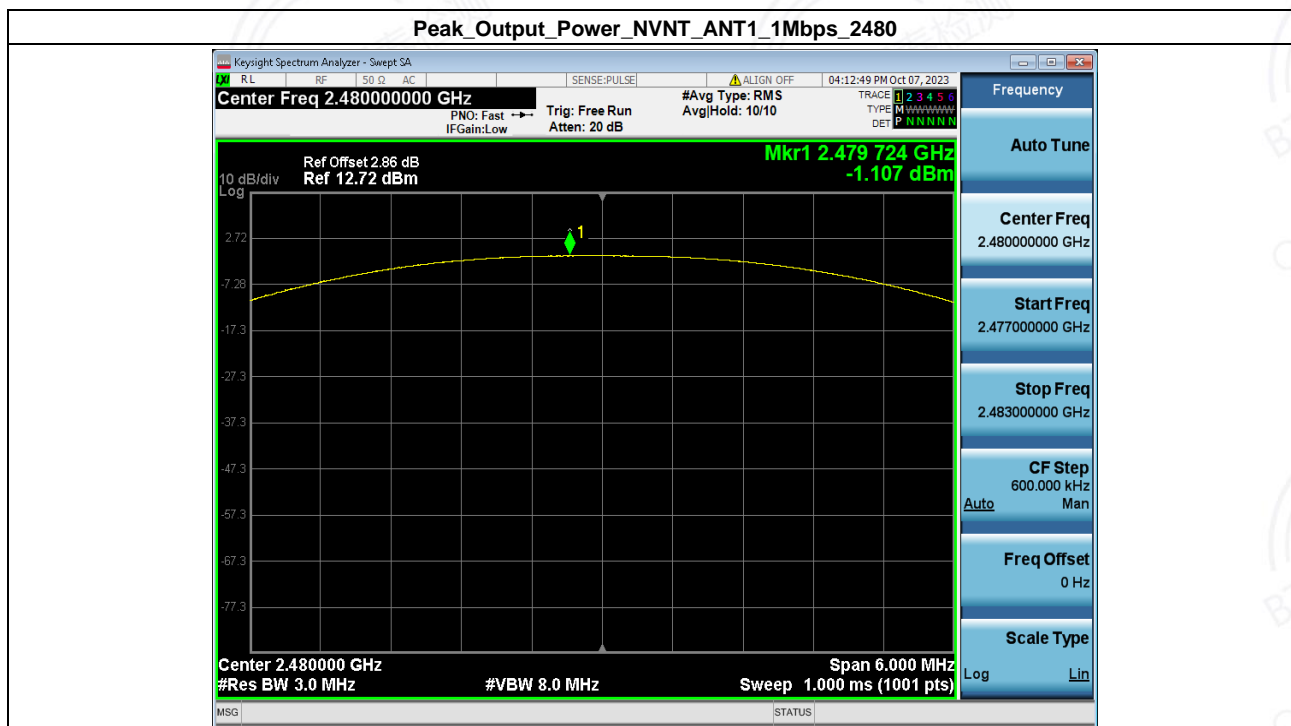 Peak_Output_Power_NVNT_ANT1_1Mbps_2480
Keysight Spectrum Analyzer - Swept SA
LXI RL RF 50 Ω AC SENSE:PULSE ALIGN OFF 04:12:49 PM Oct 07, 2023
Center Freq 2.480000000 GHz
PNO: Fast
IFGain:Low
Trig: Free Run
Atten: 20 dB
#Avg Type: RMS
Avg|Hold: 10/10
TRACE 1 2 3 4 5 6
TYPE M WWWWW
DET P N N N N N
Mkr1 2.479 724 GHz
-1.107 dBm
Ref Offset 2.86 dB
10 dB/div Ref 12.72 dBm
Log
1
2.72
-7.28
-17.3
-27.3
-37.3
-47.3
-57.3
-67.3
-77.3
Center 2.480000 GHz Span 6.000 MHz
#Res BW 3.0 MHz #VBW 8.0 MHz Sweep 1.000 ms (1001 pts)
MSG STATUS
Frequency
Auto Tune
Center Freq
2.480000000 GHz
Start Freq
2.477000000 GHz
Stop Freq
2.483000000 GHz
CF Step
600.000 kHz
Auto Man
Freq Offset
0 Hz
Scale Type
Log Lin